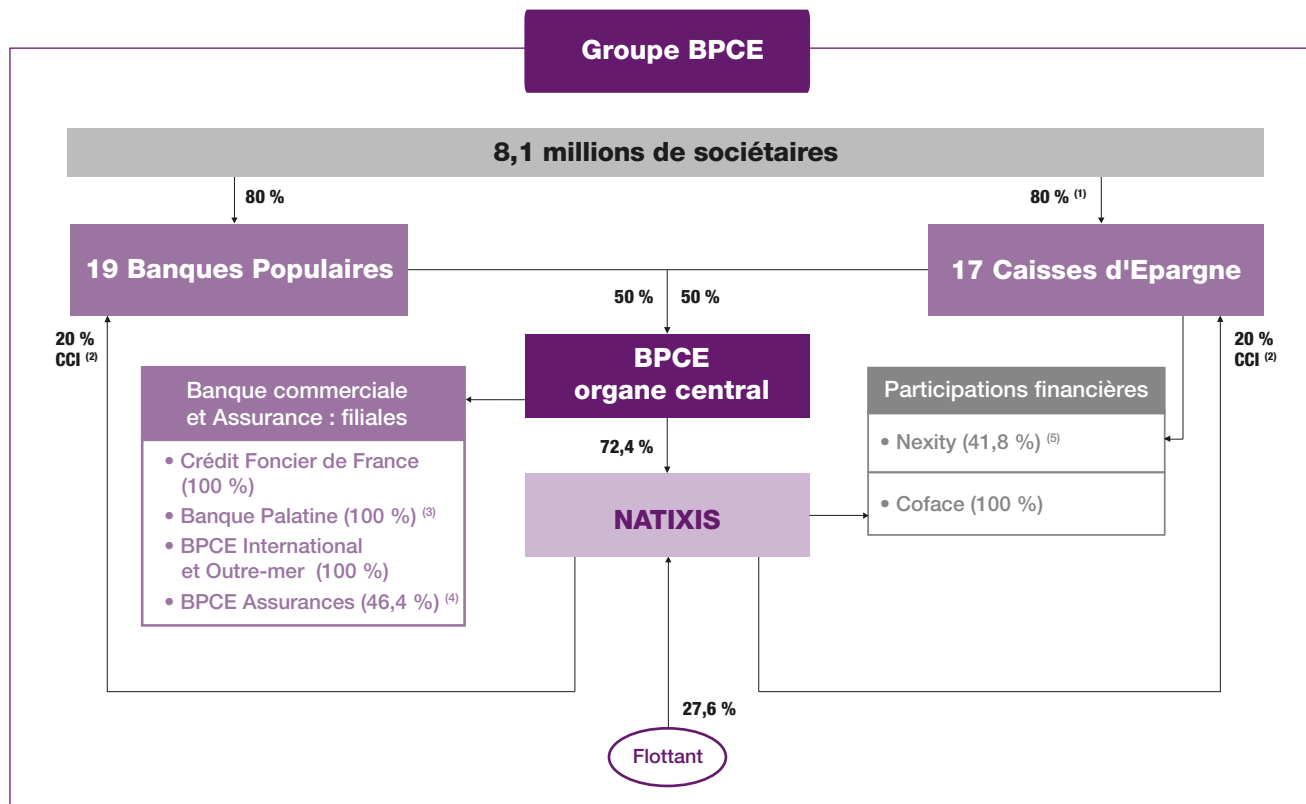 Groupe BPCE
8,1 millions de sociétaires
80 %
80 % (1)
19 Banques Populaires
17 Caisses d'Epargne
50 %
50 %
20 %
CCI (2)
20 %
CCI (2)
BPCE
organe central
Banque commerciale
et Assurance : filiales
• Crédit Foncier de France
(100 %)
• Banque Palatine (100 %) (3)
• BPCE International
et Outre-mer (100 %)
• BPCE Assurances (46,4 %) (4)
72,4 %
NATIXIS
Participations financières
• Nexity (41,8 %) (5)
• Coface (100 %)
27,6 %
Flottant